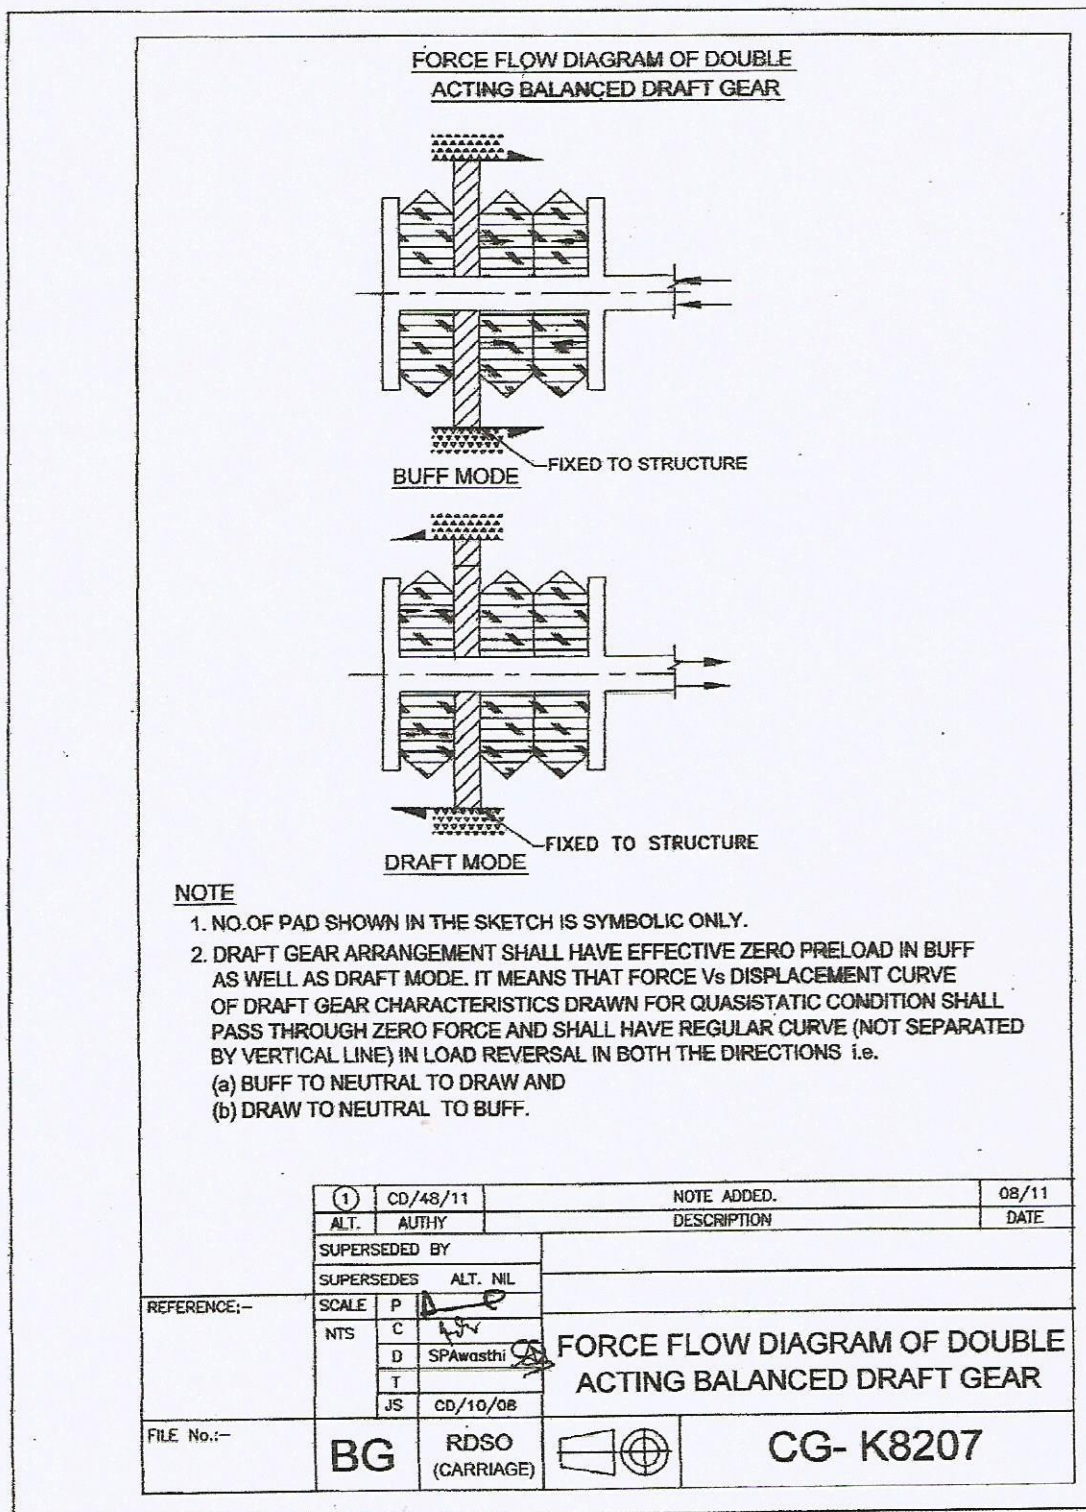 FORCE FLOW DIAGRAM OF DOUBLE
ACTING BALANCED DRAFT GEAR
FIXED TO STRUCTURE
BUFF MODE
FIXED TO STRUCTURE
DRAFT MODE
NOTE
1. NO.OF PAD SHOWN IN THE SKETCH IS SYMBOLIC ONLY.
2. DRAFT GEAR ARRANGEMENT SHALL HAVE EFFECTIVE ZERO PRELOAD IN BUFF
AS WELL AS DRAFT MODE. IT MEANS THAT FORCE Vs DISPLACEMENT CURVE
OF DRAFT GEAR CHARACTERISTICS DRAWN FOR QUASISTATIC CONDITION SHALL
PASS THROUGH ZERO FORCE AND SHALL HAVE REGULAR CURVE (NOT SEPARATED
BY VERTICAL LINE) IN LOAD REVERSAL IN BOTH THE DIRECTIONS i.e.
(a) BUFF TO NEUTRAL TO DRAW AND
(b) DRAW TO NEUTRAL TO BUFF.
1 CD/48/11 NOTE ADDED. 08/11
ALT. AUTHY DESCRIPTION DATE
SUPERSEDED BY
SUPERSEDES ALT. NIL
REFERENCE:-
SCALE P
NTS C
D SPAwasthi
T
JS CD/10/08
FORCE FLOW DIAGRAM OF DOUBLE
ACTING BALANCED DRAFT GEAR
FILE No.:-
BG
RDSO
(CARRIAGE)
CG- K8207